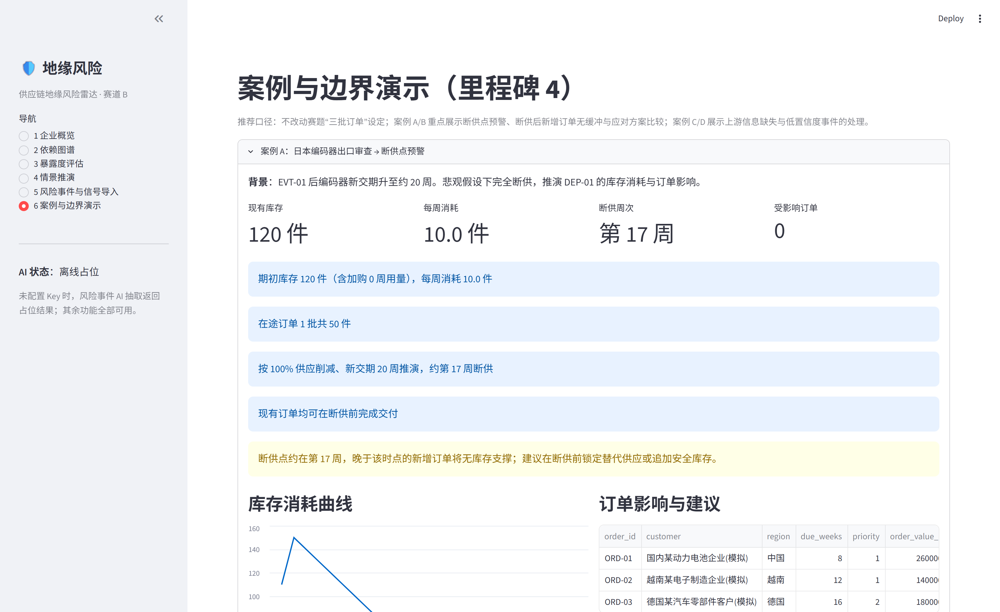 Deploy
地缘风险
供应链地缘风险雷达 · 赛道 B
导航
1 企业概览
2 依赖图谱
3 暴露度评估
4 情景推演
5 风险事件与信号导入
6 案例与边界演示
AI 状态：离线占位
未配置 Key 时，风险事件 AI 抽取返回
占位结果；其余功能全部可用。
案例与边界演示（里程碑 4）
推荐口径：不改动赛题“三批订单”设定；案例 A/B 重点展示断供点预警、断供后新增订单无缓冲与应对方案比较；案例 C/D 展示上游信息缺失与低置信度事件的处理。
案例 A：日本编码器出口审查 → 断供点预警
背景：EVT-01 后编码器新交期升至约 20 周。悲观假设下完全断供，推演 DEP-01 的库存消耗与订单影响。
现有库存 每周消耗 断供周次 受影响订单
120 件 10.0 件 第 17 周 0
期初库存 120 件（含加购 0 周用量），每周消耗 10.0 件
在途订单 1 批共 50 件
按 100% 供应削减、新交期 20 周推演，约第 17 周断供
现有订单均可在断供前完成交付
断供点约在第 17 周，晚于该时点的新增订单将无库存支撑；建议在断供前锁定替代供应或追加安全库存。
库存消耗曲线
160
140
120
100
订单影响与建议
order_id customer region due_weeks priority order_value_
ORD-01 国内某动力电池企业(模拟) 中国 8 1 26000
ORD-02 越南某电子制造企业(模拟) 越南 12 1 14000
ORD-03 德国某汽车零部件客户(模拟) 德国 16 2 18000